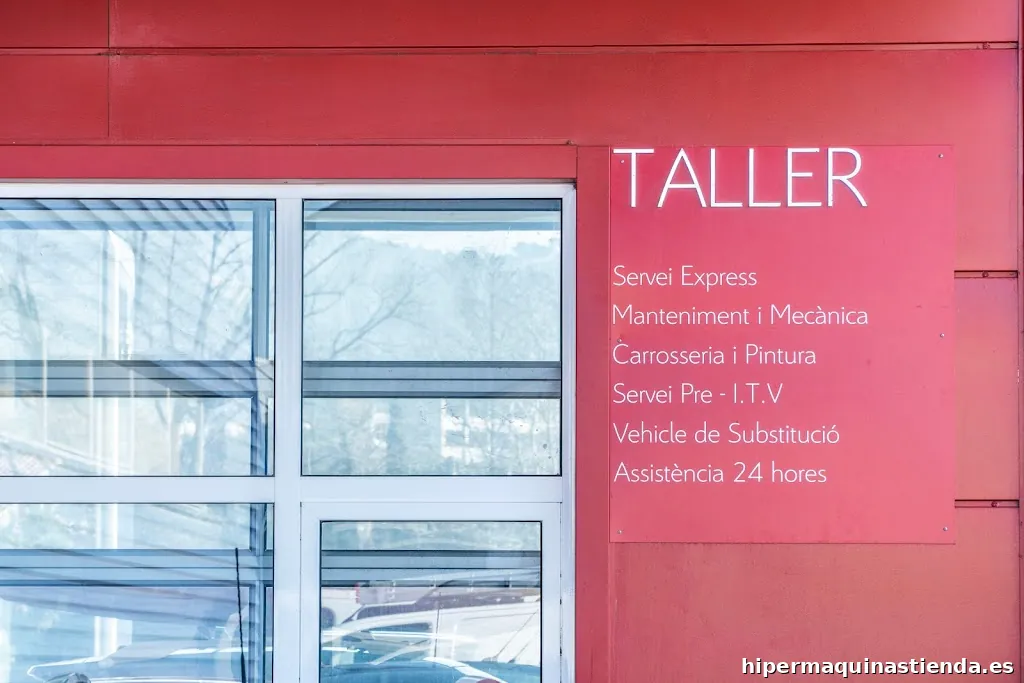 TALLER
Servei Express
Manteniment i Mecànica
Carrosseria i Pintura
Servei Pre - I.T.V
Vehicle de Substitució
Assistència 24 hores
hipermaquinastienda.es